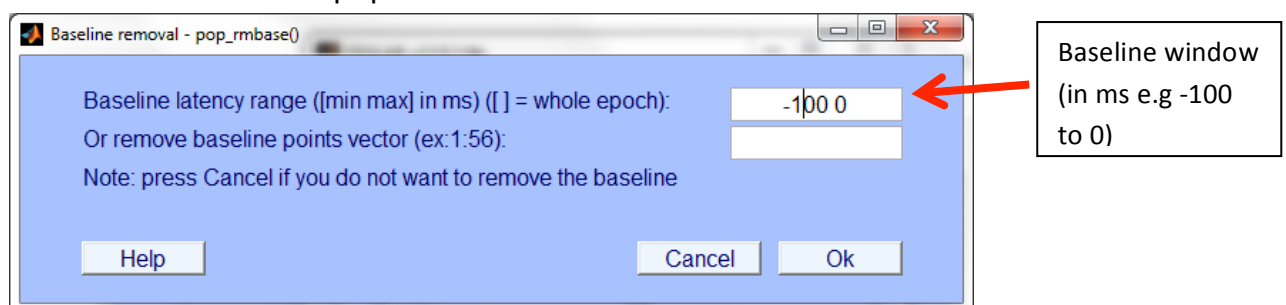 Baseline removal - pop_rmbase()
Baseline latency range ([min max] in ms) ([ ] = whole epoch):
-100 0
Or remove baseline points vector (ex:1:56):
Note: press Cancel if you do not want to remove the baseline
Help
Cancel
Ok
Baseline window
(in ms e.g -100
to 0)